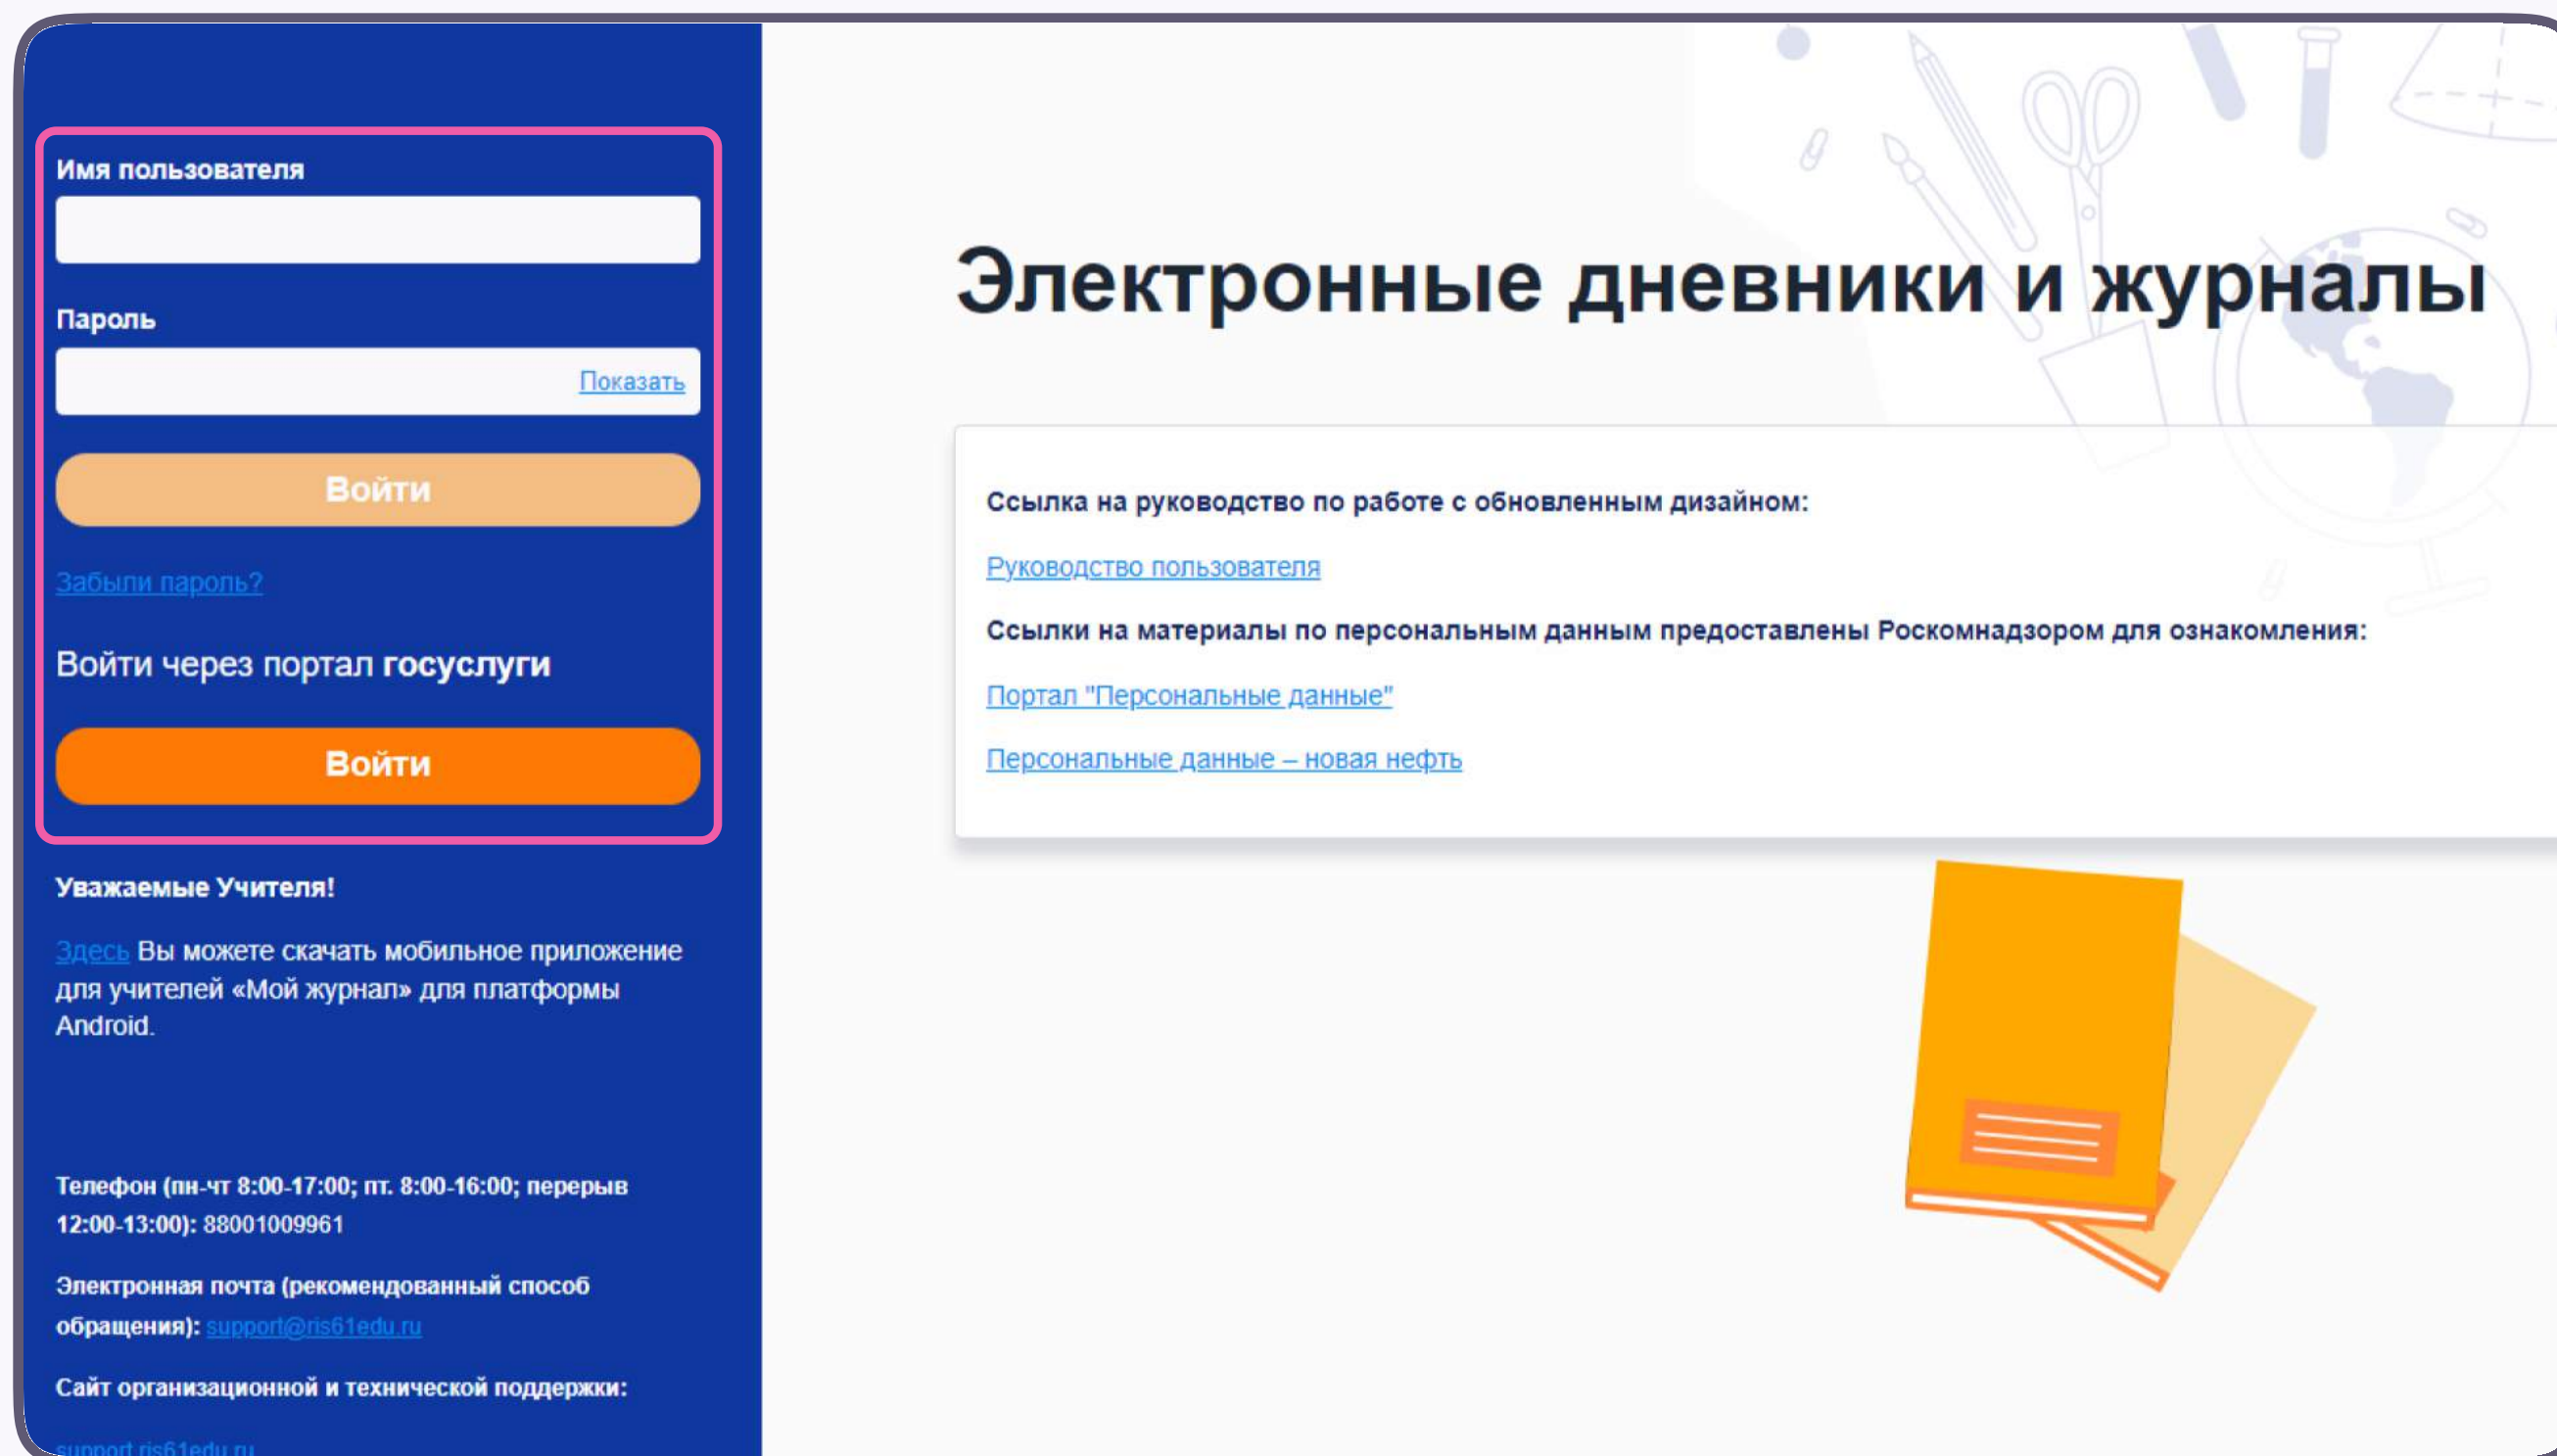 Имя пользователя
Пароль
Показать
Войти
Забыли пароль?
Войти через портал госуслуги
Войти
Уважаемые Учителя!
Здесь Вы можете скачать мобильное приложение
для учителей «Мой журнал» для платформы
Android.
Телефон (пн-чт 8:00-17:00; пт. 8:00-16:00; перерыв
12:00-13:00): 88001009961
Электронная почта (рекомендованный способ
обращения): support@ris61edu.ru
Сайт организационной и технической поддержки:
support.ris61edu.ru
Электронные дневники и журналы
Ссылка на руководство по работе с обновленным дизайном:
Руководство пользователя
Ссылки на материалы по персональным данным предоставлены Роскомнадзором для ознакомления:
Портал "Персональные данные"
Персональные данные – новая нефть